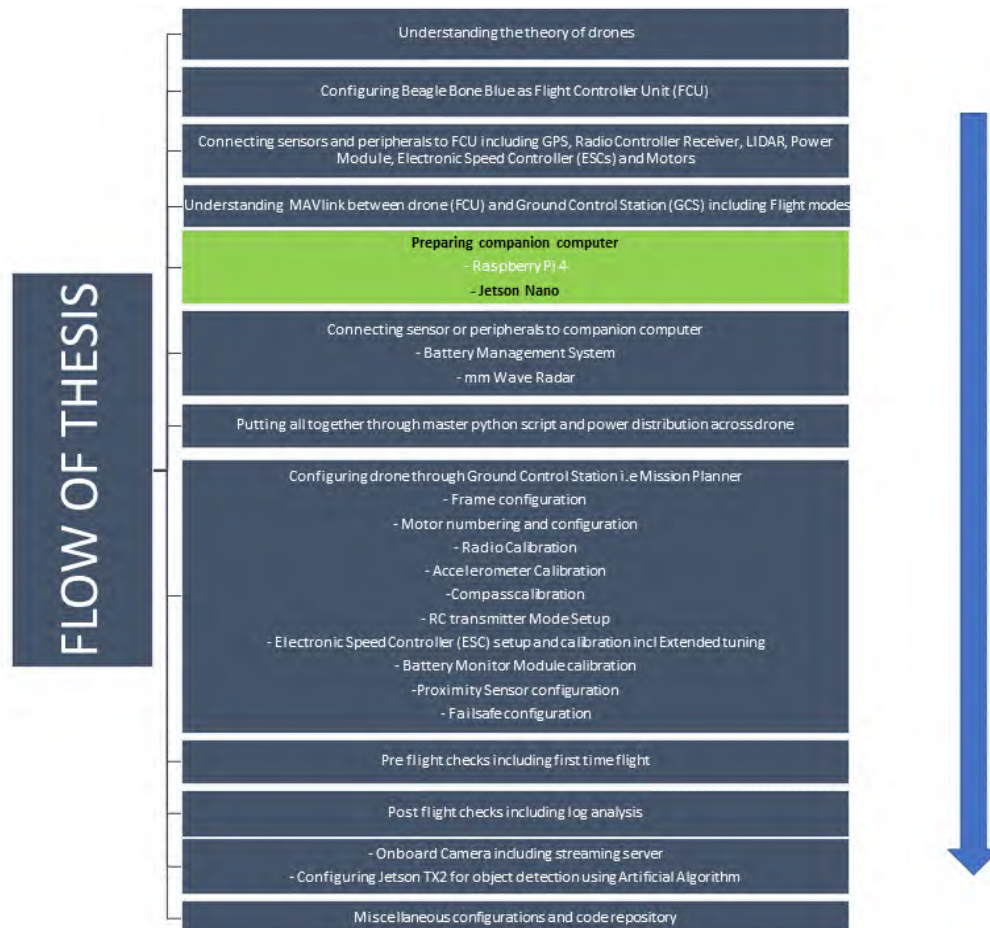 FLOW OF THESIS
Understanding the theory of drones
Configuring Beagle Bone Blue as Flight Controller Unit (FCU)
Connecting sensors and peripherals to FCU including GPS, Radio Controller Receiver, LIDAR, Power
Module, Electronic Speed Controller (ESCs) and Motors
Understanding MAVlink between drone (FCU) and Ground Control Station (GCS) including Flight modes
Preparing companion computer
- Raspberry Pi 4
- Jetson Nano
Connecting sensor or peripherals to companion computer
- Battery Management System
- mm Wave Radar
Putting all together through master python script and power distribution across drone
Configuring drone through Ground Control Station i.e Mission Planner
- Frame configuration
- Motor numbering and configuration
- Radio Calibration
- Accelerometer Calibration
-Compass calibration
- RC transmitter Mode Setup
- Electronic Speed Controller (ESC) setup and calibration incl Extended tuning
- Battery Monitor Module calibration
-Proximity Sensor configuration
- Failsafe configuration
Pre flight checks including first time flight
Post flight checks including log analysis
- Onboard Camera including streaming server
- Configuring Jetson TX2 for object detection using Artificial Algorithm
Miscellaneous configurations and code repository